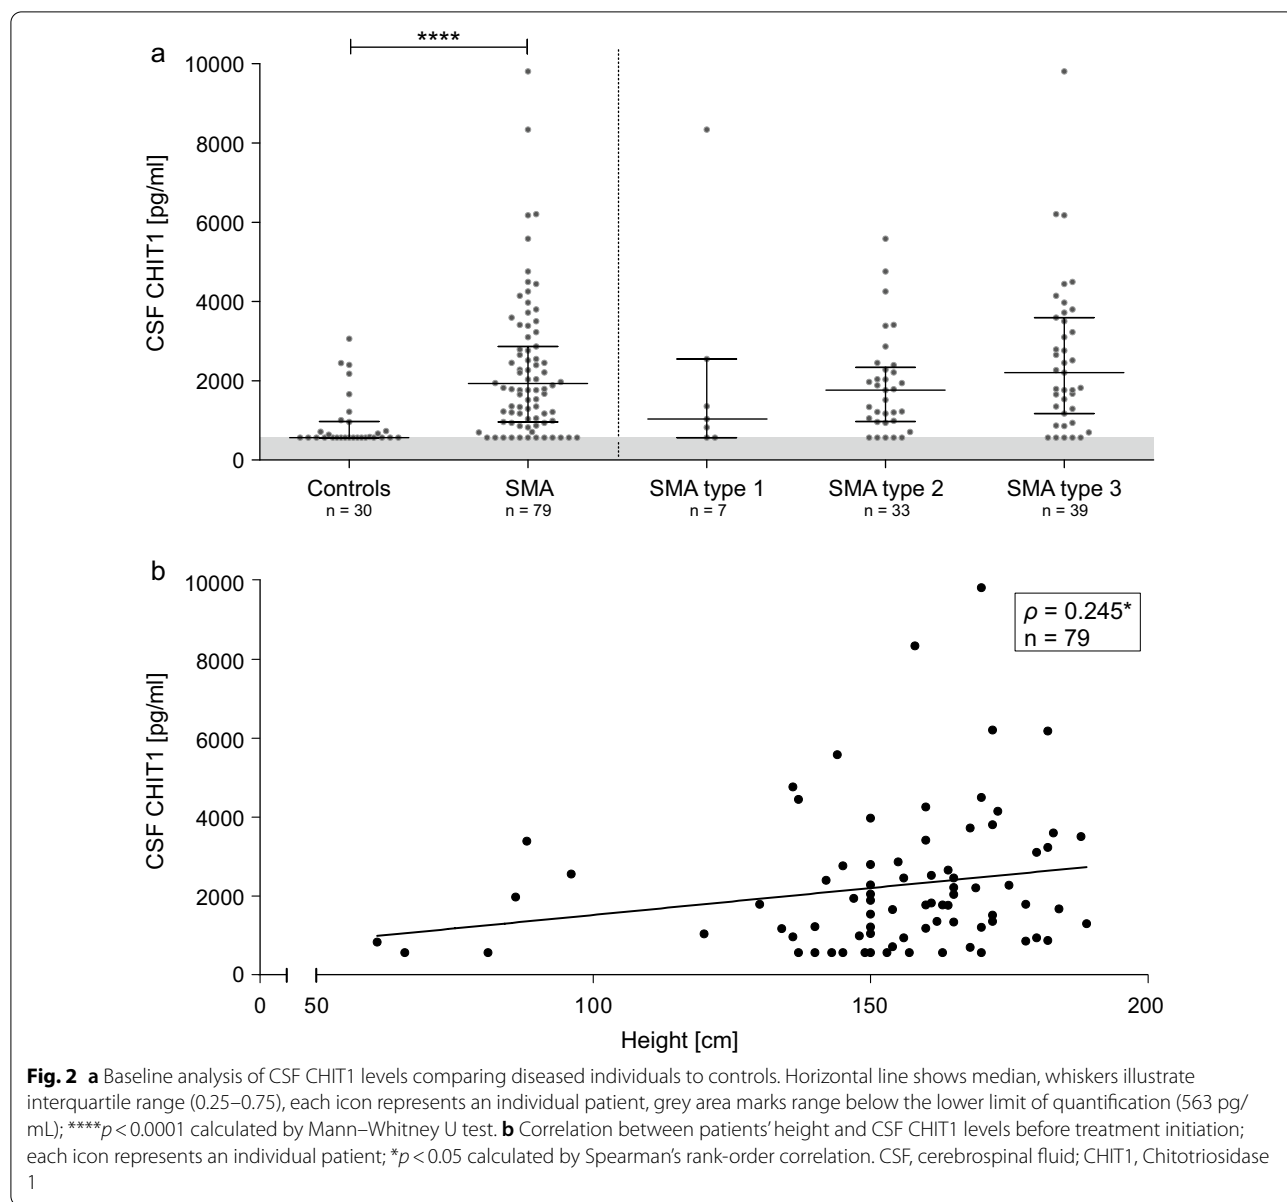 a
****
10000
8000
6000
4000
2000
0
CSF CHIT1 [pg/ml]
Controls SMA SMA type 1 SMA type 2 SMA type 3
n = 30 n = 79 n = 7 n = 33 n = 39
b
10000
8000
6000
4000
2000
0
CSF CHIT1 [pg/ml]
ρ = 0.245*
n = 79
0 50 100 150 200
Height [cm]
Fig. 2 a Baseline analysis of CSF CHIT1 levels comparing diseased individuals to controls. Horizontal line shows median, whiskers illustrate
interquartile range (0.25–0.75), each icon represents an individual patient, grey area marks range below the lower limit of quantification (563 pg/
mL); ****p < 0.0001 calculated by Mann–Whitney U test. b Correlation between patients' height and CSF CHIT1 levels before treatment initiation;
each icon represents an individual patient; *p < 0.05 calculated by Spearman's rank-order correlation. CSF, cerebrospinal fluid; CHIT1, Chitotriosidase
1